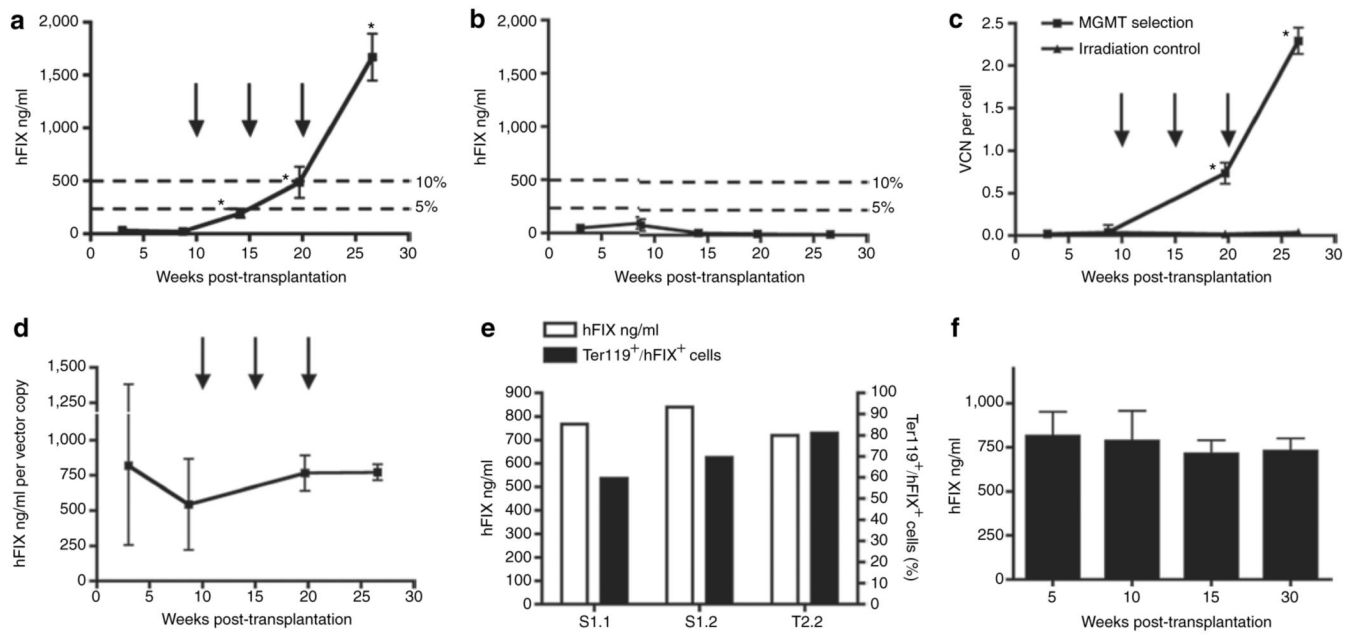 a
2,000
1,500
1,000
500
0
hFIX ng/ml
*
*
*
10%
5%
0 5 10 15 20 25 30
Weeks post-transplantation
b
2,000
1,500
1,000
500
0
hFIX ng/ml
10%
5%
0 5 10 15 20 25 30
Weeks post-transplantation
c
2.5
2.0
1.5
1.0
0.5
0.0
VCN per cell
MGMT selection
Irradiation control
*
*
0 5 10 15 20 25 30
Weeks post-transplantation
d
1,500
1,250
1,000
750
500
250
0
hFIX ng/ml per vector copy
0 5 10 15 20 25 30
Weeks post-transplantation
e
hFIX ng/ml
Ter119+/hFIX+ cells
900
800
700
600
500
400
300
200
100
0
hFIX ng/ml
100
90
80
70
60
50
40
30
20
10
0
Ter119+/hFIX+
cells (%)
S1.1 S1.2 T2.2
f
1,000
750
500
250
0
hFIX ng/ml
5 10 15 30
Weeks post-transplantation